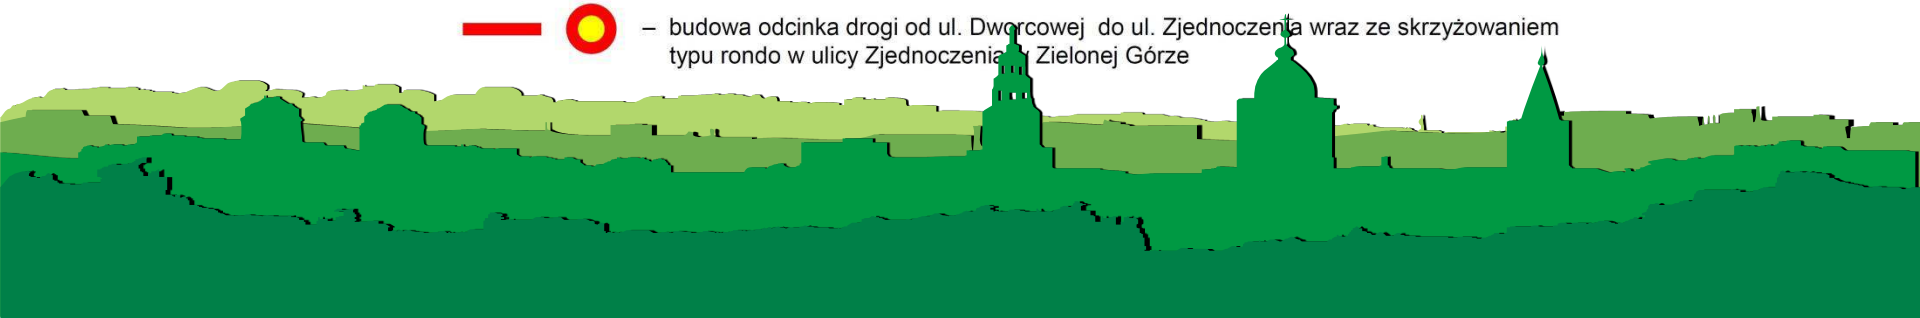 – budowa odcinka drogi od ul. Dworcowej do ul. Zjednoczenia wraz ze skrzyżowaniem
typu rondo w ulicy Zjednoczenia Zielonej Górze